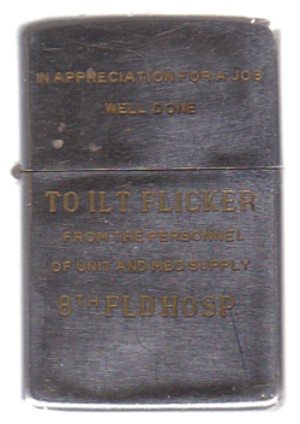 IN APPRECIATION FOR A JOB
WELL DONE
TO 1LT FLICKER
FROM THE PERSONNEL
OF UNIT AND MED SUPPLY
8TH FLD HOSP.